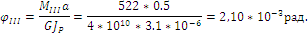 φ_III = M_III a / GJ_P = 522 * 0.5 / 4 * 10^10 * 3.1 * 10^-6 = 2,10 * 10^-3 рад.